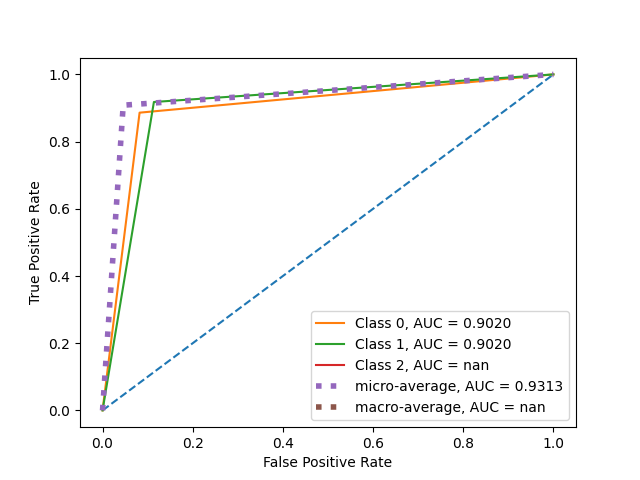 1.0
0.8
0.6
0.4
0.2
0.0
True Positive Rate
Class 0, AUC = 0.9020
Class 1, AUC = 0.9020
Class 2, AUC = nan
micro-average, AUC = 0.9313
macro-average, AUC = nan
0.0 0.2 0.4 0.6 0.8 1.0
False Positive Rate